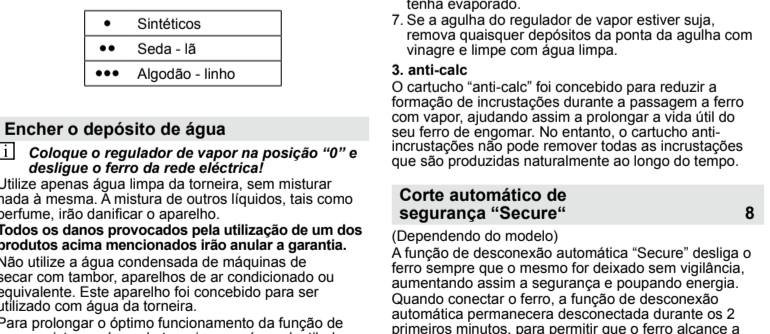 • Sintéticos
•• Seda - lã
••• Algodão - linho
Encher o depósito de água
i Coloque o regulador de vapor na posição “0” e
desligue o ferro da rede eléctrica!
Utilize apenas água limpa da torneira, sem misturar
nada à mesma. A mistura de outros líquidos, tais como
perfume, irão danificar o aparelho.
Todos os danos provocados pela utilização de um dos
produtos acima mencionados irão anular a garantia.
Não utilize a água condensada de máquinas de
secar com tambor, aparelhos de ar condicionado ou
equivalente. Este aparelho foi concebido para ser
utilizado com água da torneira.
Para prolongar o óptimo funcionamento da função de
tenha evaporado.
7. Se a agulha do regulador de vapor estiver suja,
remova quaisquer depósitos da ponta da agulha com
vinagre e limpe com água limpa.
3. anti-calc
O cartucho “anti-calc” foi concebido para reduzir a
formação de incrustações durante a passagem a ferro
com vapor, ajudando assim a prolongar a vida útil do
seu ferro de engomar. No entanto, o cartucho anti-
incrustações não pode remover todas as incrustações
que são produzidas naturalmente ao longo do tempo.
Corte automático de
segurança “Secure“ 8
(Dependendo do modelo)
A função de desconexão automática “Secure” desliga o
ferro sempre que o mesmo for deixado sem vigilância,
aumentando assim a segurança e poupando energia.
Quando conectar o ferro, a função de desconexão
automática permanecera desconectada durante os 2
primeiros minutos, para permitir que o ferro alcance a